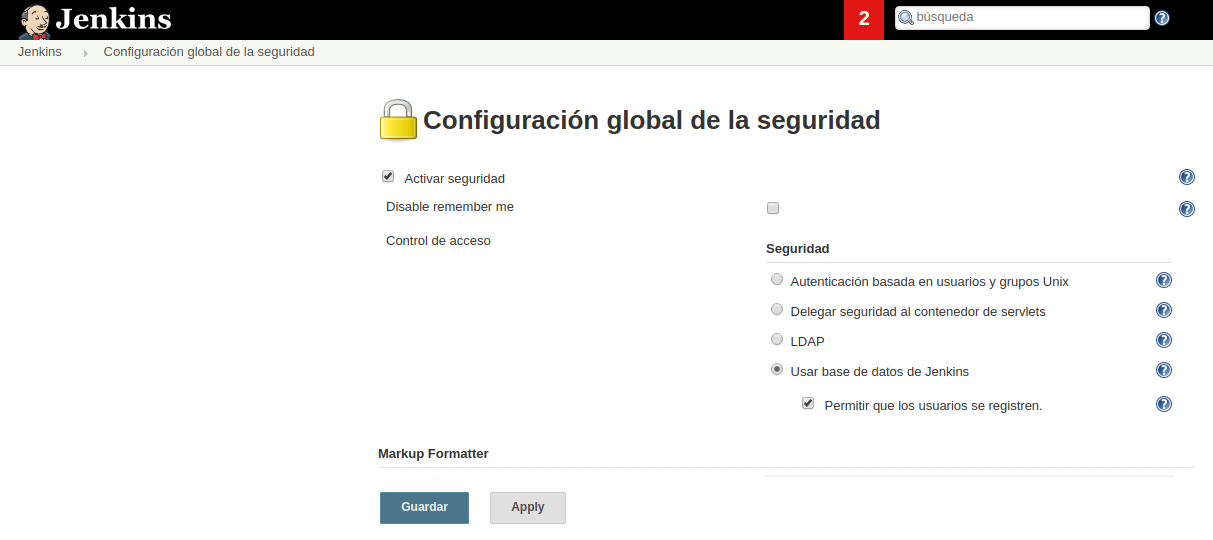 Jenkins
2
búsqueda
Jenkins
Configuración global de la seguridad
Configuración global de la seguridad
Activar seguridad
Disable remember me
Control de acceso
Seguridad
Autenticación basada en usuarios y grupos Unix
Delegar seguridad al contenedor de servlets
LDAP
Usar base de datos de Jenkins
Permitir que los usuarios se registren.
Markup Formatter
Guardar
Apply